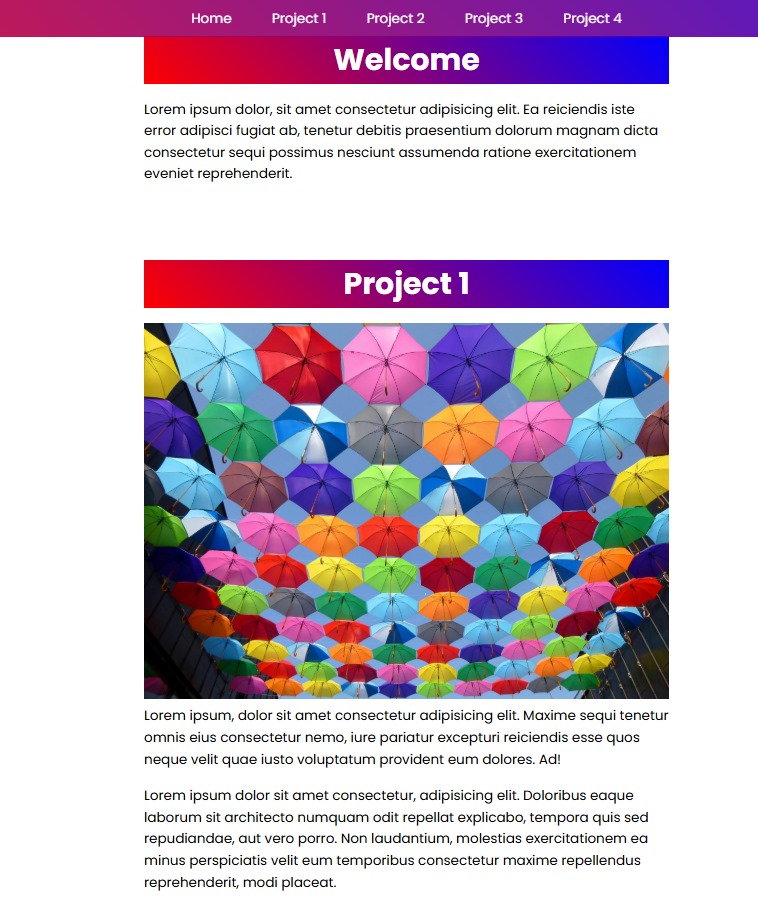 Home Project 1 Project 2 Project 3 Project 4
Welcome
Lorem ipsum dolor, sit amet consectetur adipisicing elit. Ea reiciendis iste
error adipisci fugiat ab, tenetur debitis praesentium dolorum magnam dicta
consectetur sequi possimus nesciunt assumenda ratione exercitationem
eveniet reprehenderit.
Project 1
Lorem ipsum, dolor sit amet consectetur adipisicing elit. Maxime sequi tenetur
omnis eius consectetur nemo, iure pariatur excepturi reiciendis esse quos
neque velit quae iusto voluptatum provident eum dolores. Ad!
Lorem ipsum dolor sit amet consectetur, adipisicing elit. Doloribus eaque
laborum sit architecto numquam odit repellat explicabo, tempora quis sed
repudiandae, aut vero porro. Non laudantium, molestias exercitationem ea
minus perspiciatis velit eum temporibus consectetur maxime repellendus
reprehenderit, modi placeat.